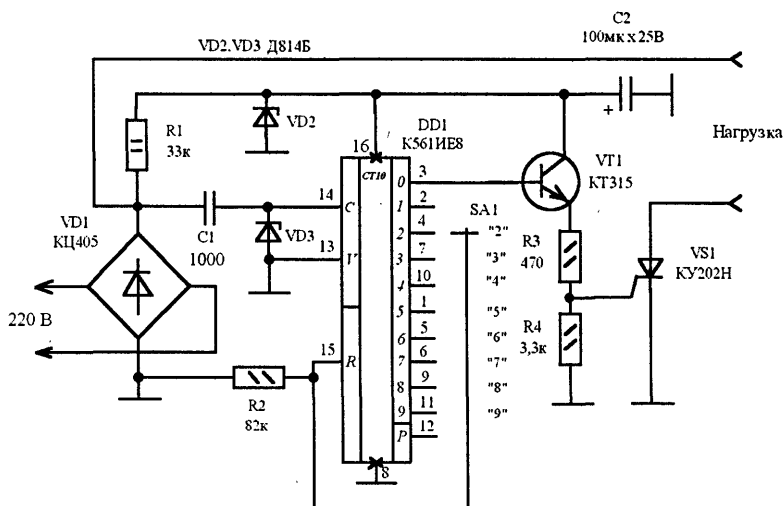 C2
100мк х 25В
VD2.VD3 Д814Б
R1
33к
VD2
DD1
К561ИЕ8
Нагрузка
16
СТ10
3
0
VT1
КТ315
14
C
2
1
SA1
VD1
КЦ405
C1
1000
VD3
13
V
4
2
"2"
7
3
"3"
R3
470
VS1
КУ202Н
10
4
"4"
220 В
1
5
"5"
5
6
"6"
R4
3,3к
15
R
6
7
"7"
9
8
"8"
R2
82к
11
9
"9"
12
P
8